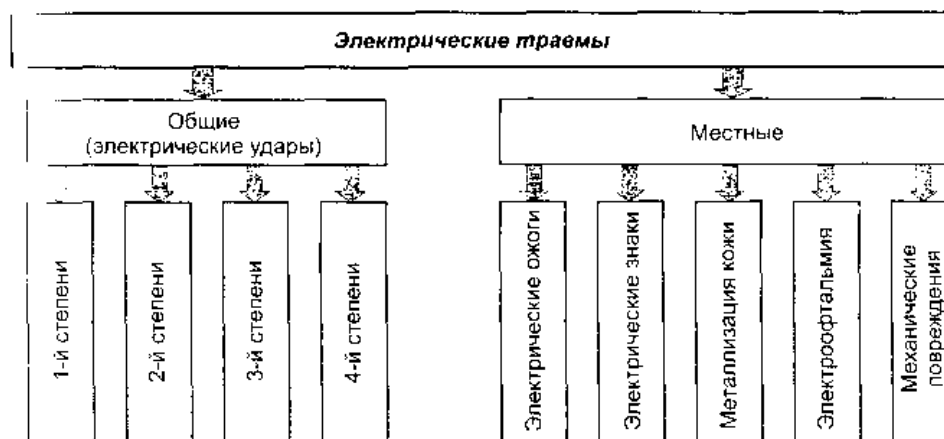 Электрические травмы
Общие
(электрические удары)
Местные
1-й степени
2-й степени
3-й степени
4-й степени
Электрические ожоги
Электрические знаки
Металлизация кожи
Электроофтальмия
Механические
повреждения